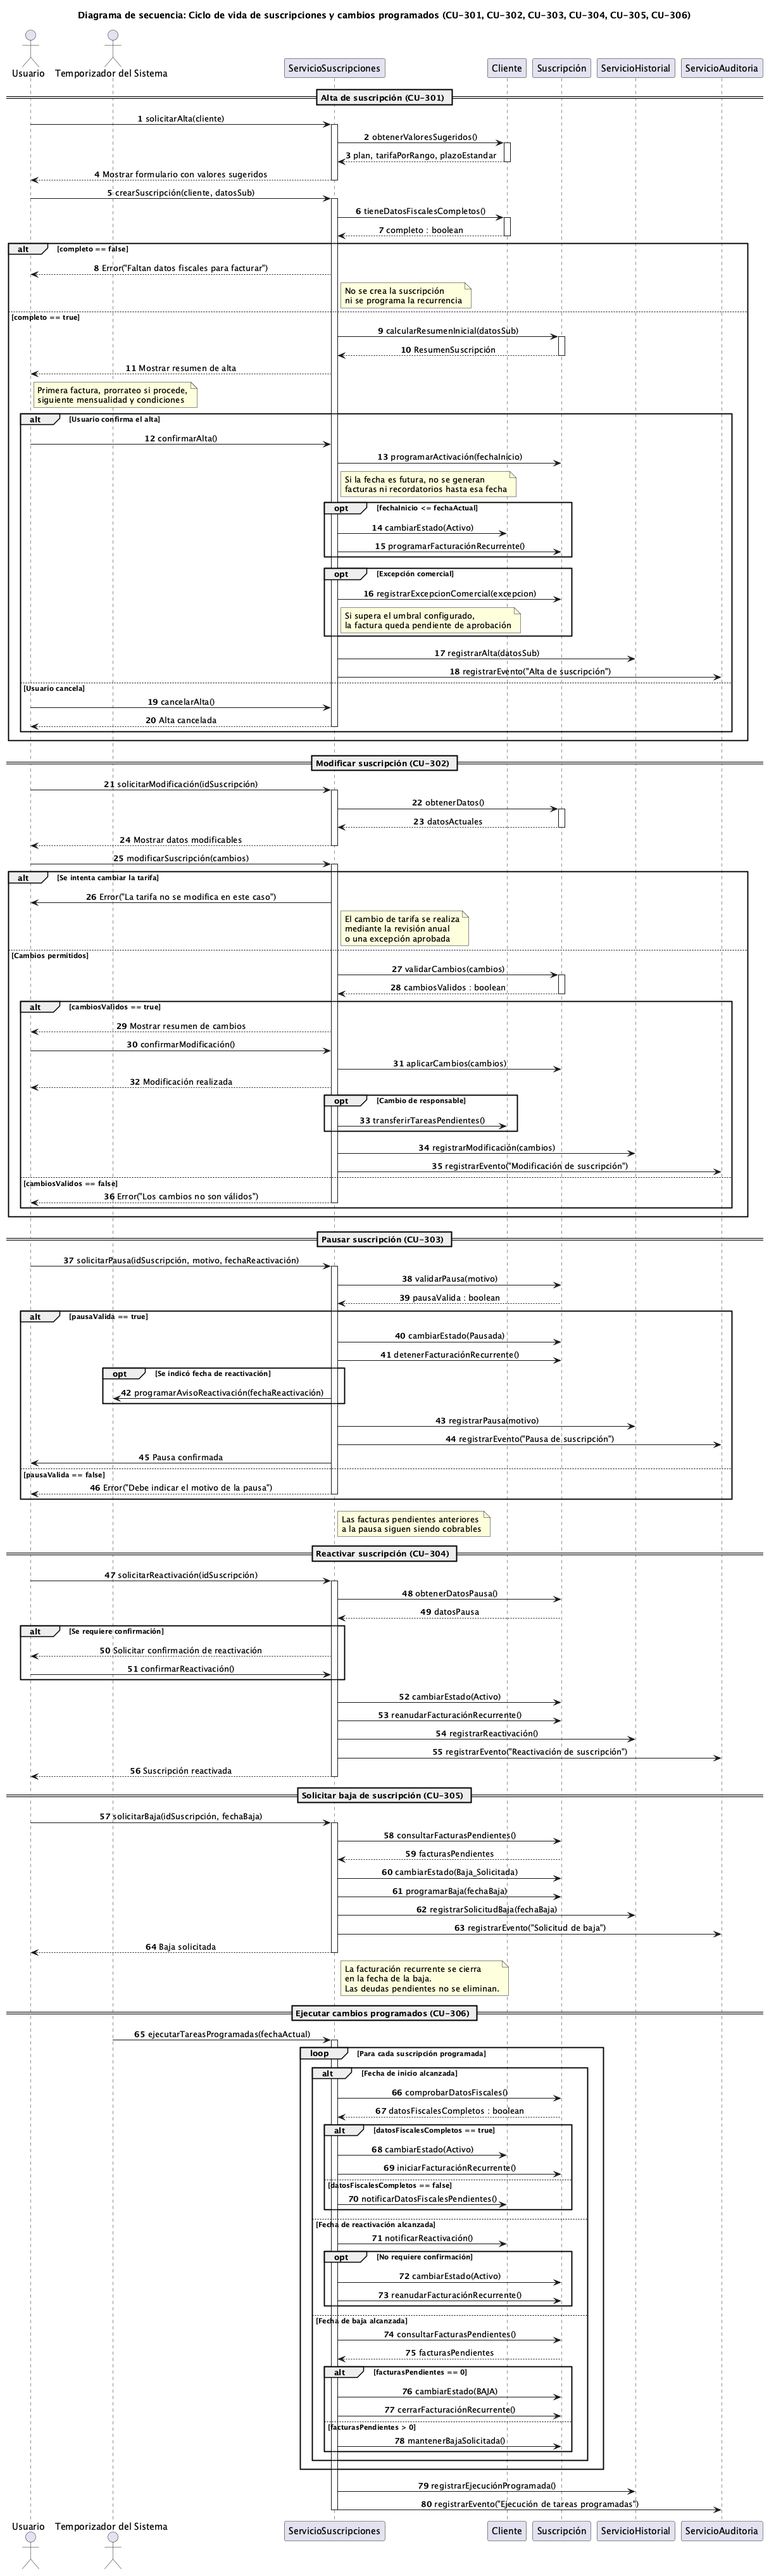 Diagrama de secuencia: Ciclo de vida de suscripciones y cambios programados (CU-301, CU-302, CU-303, CU-304, CU-305, CU-306)
Usuario
Temporizador del Sistema
ServicioSuscripciones
Cliente
Suscripción
ServicioHistorial
ServicioAuditoria
Alta de suscripción (CU-301)
1 solicitarAlta(cliente)
2 obtenerValoresSugeridos()
3 plan, tarifaPorRango, plazoEstandar
4 Mostrar formulario con valores sugeridos
5 crearSuscripción(cliente, datosSub)
6 tieneDatosFiscalesCompletos()
7 completo : boolean
alt [completo == false]
8 Error("Faltan datos fiscales para facturar")
No se crea la suscripción
ni se programa la recurrencia
[completo == true]
9 calcularResumenInicial(datosSub)
10 ResumenSuscripción
11 Mostrar resumen de alta
Primera factura, prorrateo si procede,
siguiente mensualidad y condiciones
alt [Usuario confirma el alta]
12 confirmarAlta()
13 programarActivación(fechaInicio)
Si la fecha es futura, no se generan
facturas ni recordatorios hasta esa fecha
opt [fechaInicio <= fechaActual]
14 cambiarEstado(Activo)
15 programarFacturaciónRecurrente()
opt [Excepción comercial]
16 registrarExcepcionComercial(excepcion)
Si supera el umbral configurado,
la factura queda pendiente de aprobación
17 registrarAlta(datosSub)
18 registrarEvento("Alta de suscripción")
[Usuario cancela]
19 cancelarAlta()
20 Alta cancelada
Modificar suscripción (CU-302)
21 solicitarModificación(idSuscripción)
22 obtenerDatos()
23 datosActuales
24 Mostrar datos modificables
25 modificarSuscripción(cambios)
alt [Se intenta cambiar la tarifa]
26 Error("La tarifa no se modifica en este caso")
El cambio de tarifa se realiza
mediante la revisión anual
o una excepción aprobada
[Cambios permitidos]
27 validarCambios(cambios)
28 cambiosValidos : boolean
alt [cambiosValidos == true]
29 Mostrar resumen de cambios
30 confirmarModificación()
31 aplicarCambios(cambios)
32 Modificación realizada
opt [Cambio de responsable]
33 transferirTareasPendientes()
34 registrarModificación(cambios)
35 registrarEvento("Modificación de suscripción")
[cambiosValidos == false]
36 Error("Los cambios no son válidos")
Pausar suscripción (CU-303)
37 solicitarPausa(idSuscripción, motivo, fechaReactivación)
38 validarPausa(motivo)
39 pausaValida : boolean
alt [pausaValida == true]
40 cambiarEstado(Pausada)
41 detenerFacturaciónRecurrente()
opt [Se indicó fecha de reactivación]
42 programarAvisoReactivación(fechaReactivación)
43 registrarPausa(motivo)
44 registrarEvento("Pausa de suscripción")
45 Pausa confirmada
[pausaValida == false]
46 Error("Debe indicar el motivo de la pausa")
Las facturas pendientes anteriores
a la pausa siguen siendo cobrables
Reactivar suscripción (CU-304)
47 solicitarReactivación(idSuscripción)
48 obtenerDatosPausa()
49 datosPausa
alt [Se requiere confirmación]
50 Solicitar confirmación de reactivación
51 confirmarReactivación()
52 cambiarEstado(Activo)
53 reanudarFacturaciónRecurrente()
54 registrarReactivación()
55 registrarEvento("Reactivación de suscripción")
56 Suscripción reactivada
Solicitar baja de suscripción (CU-305)
57 solicitarBaja(idSuscripción, fechaBaja)
58 consultarFacturasPendientes()
59 facturasPendientes
60 cambiarEstado(Baja_Solicitada)
61 programarBaja(fechaBaja)
62 registrarSolicitudBaja(fechaBaja)
63 registrarEvento("Solicitud de baja")
64 Baja solicitada
La facturación recurrente se cierra
en la fecha de la baja.
Las deudas pendientes no se eliminan.
Ejecutar cambios programados (CU-306)
65 ejecutarTareasProgramadas(fechaActual)
loop [Para cada suscripción programada]
alt [Fecha de inicio alcanzada]
66 comprobarDatosFiscales()
67 datosFiscalesCompletos : boolean
alt [datosFiscalesCompletos == true]
68 cambiarEstado(Activo)
69 iniciarFacturaciónRecurrente()
[datosFiscalesCompletos == false]
70 notificarDatosFiscalesPendientes()
[Fecha de reactivación alcanzada]
71 notificarReactivación()
opt [No requiere confirmación]
72 cambiarEstado(Activo)
73 reanudarFacturaciónRecurrente()
[Fecha de baja alcanzada]
74 consultarFacturasPendientes()
75 facturasPendientes
alt [facturasPendientes == 0]
76 cambiarEstado(BAJA)
77 cerrarFacturaciónRecurrente()
[facturasPendientes > 0]
78 mantenerBajaSolicitada()
79 registrarEjecuciónProgramada()
80 registrarEvento("Ejecución de tareas programadas")
Usuario
Temporizador del Sistema
ServicioSuscripciones
Cliente
Suscripción
ServicioHistorial
ServicioAuditoria